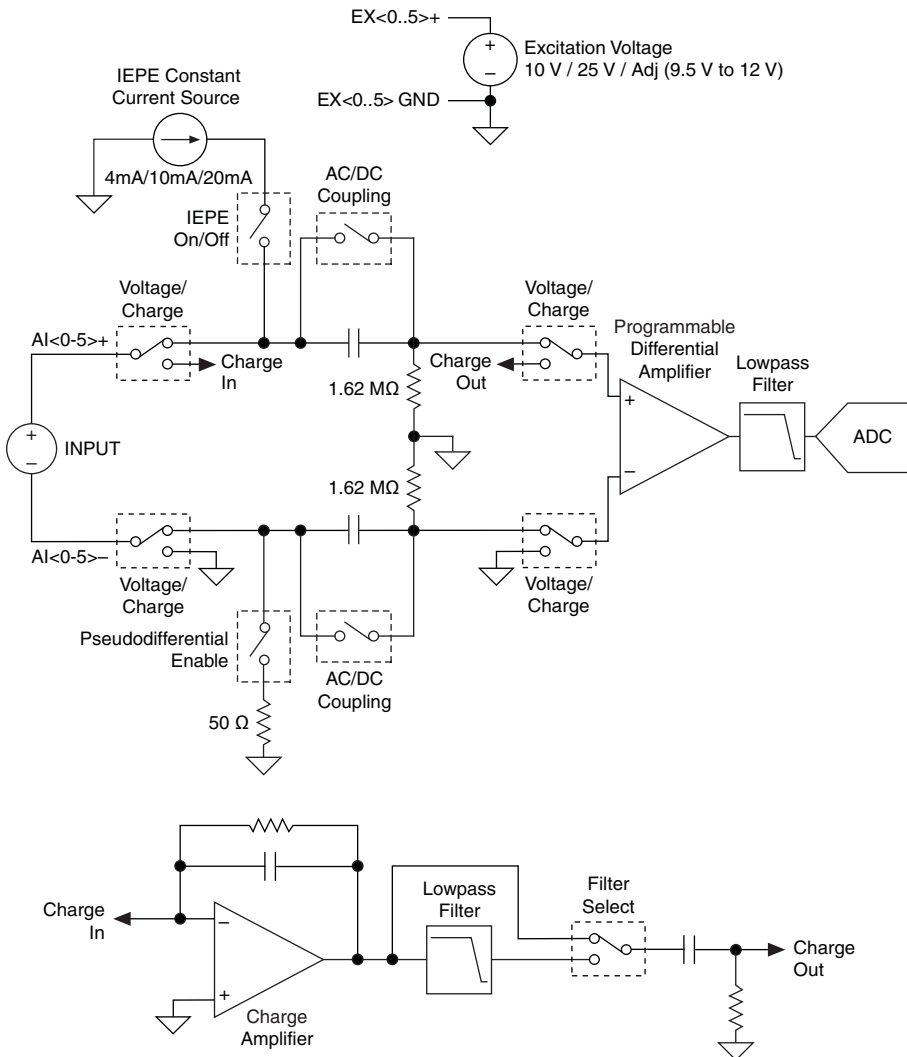 EX<0..5>+
Excitation Voltage
10 V / 25 V / Adj (9.5 V to 12 V)
+
−
EX<0..5> GND
IEPE Constant
Current Source
4mA/10mA/20mA
IEPE
On/Off
AC/DC
Coupling
Voltage/
Charge
AI<0-5>+
Charge
In
Charge
Out
Voltage/
Charge
Programmable
Differential
Amplifier
Lowpass
Filter
1.62 MΩ
+
−
INPUT
+
−
ADC
1.62 MΩ
AI<0-5>−
Voltage/
Charge
Voltage/
Charge
Pseudodifferential
Enable
AC/DC
Coupling
50 Ω
Charge
In
−
+
Charge
Amplifier
Lowpass
Filter
Filter
Select
Charge
Out